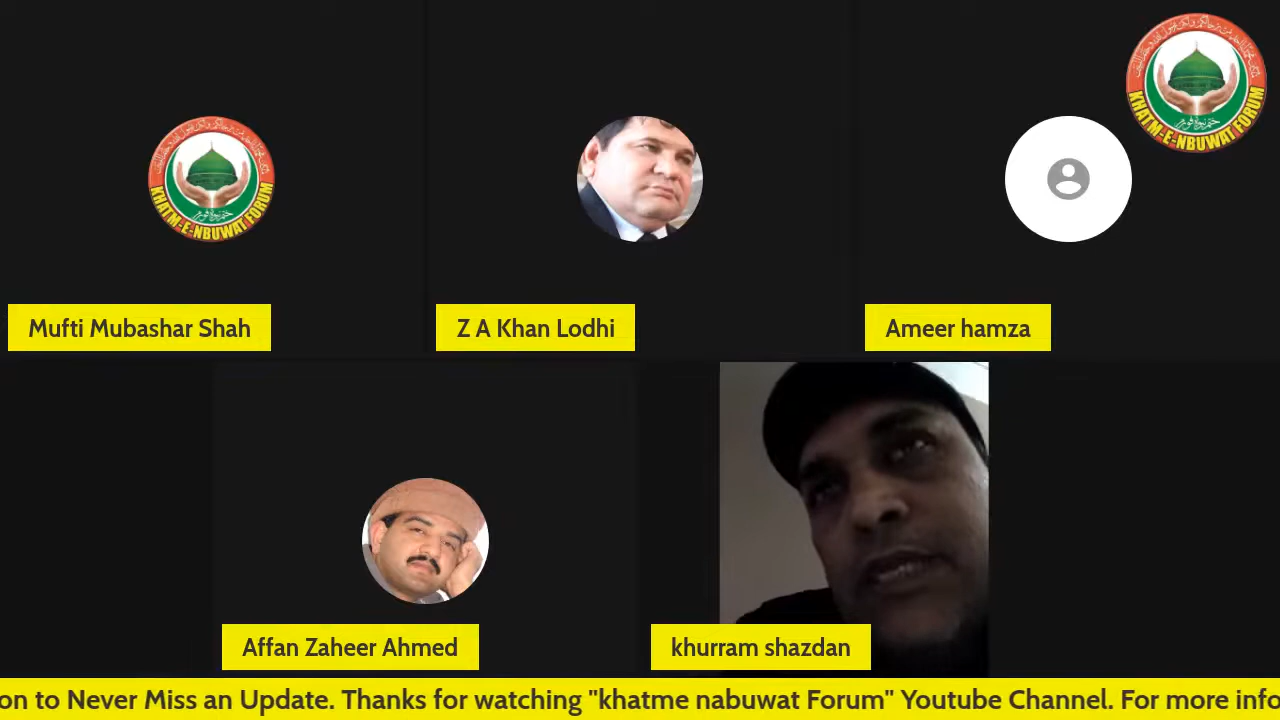 KHATM-E-NBUWAT FORUM
KHATM-E-NBUWAT FORUM
Mufti Mubashar Shah
Z A Khan Lodhi
Ameer hamza
Affan Zaheer Ahmed
khurram shazdan
on to Never Miss an Update. Thanks for watching "khatme nabuwat Forum" Youtube Channel. For more info